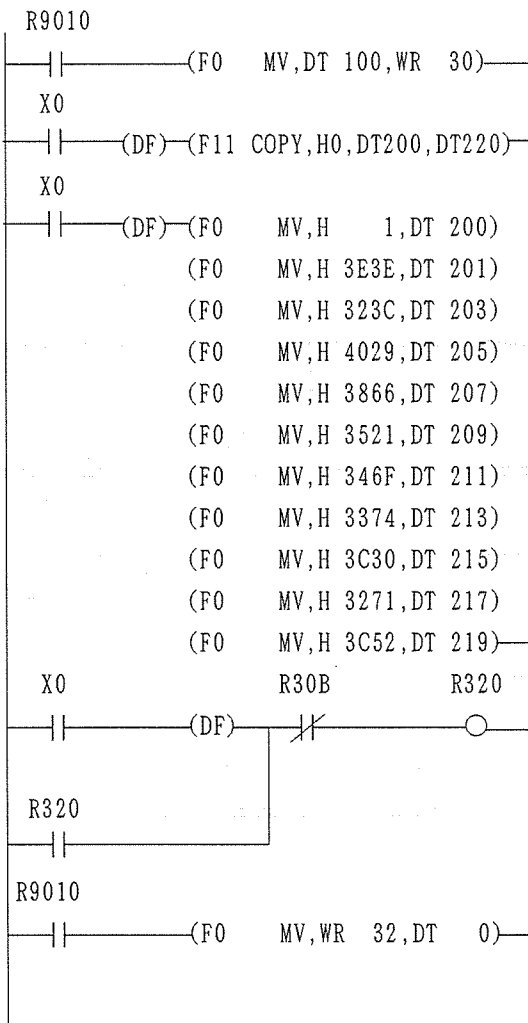 R9010
(F0 MV,DT 100,WR 30)
X0
(DF) (F11 COPY,H0,DT200,DT220)
X0
(DF) (F0 MV,H 1,DT 200)
(F0 MV,H 3E3E,DT 201)
(F0 MV,H 323C,DT 203)
(F0 MV,H 4029,DT 205)
(F0 MV,H 3866,DT 207)
(F0 MV,H 3521,DT 209)
(F0 MV,H 346F,DT 211)
(F0 MV,H 3374,DT 213)
(F0 MV,H 3C30,DT 215)
(F0 MV,H 3271,DT 217)
(F0 MV,H 3C52,DT 219)
X0 R30B R320
(DF)
R320
R9010
(F0 MV,WR 32,DT 0)